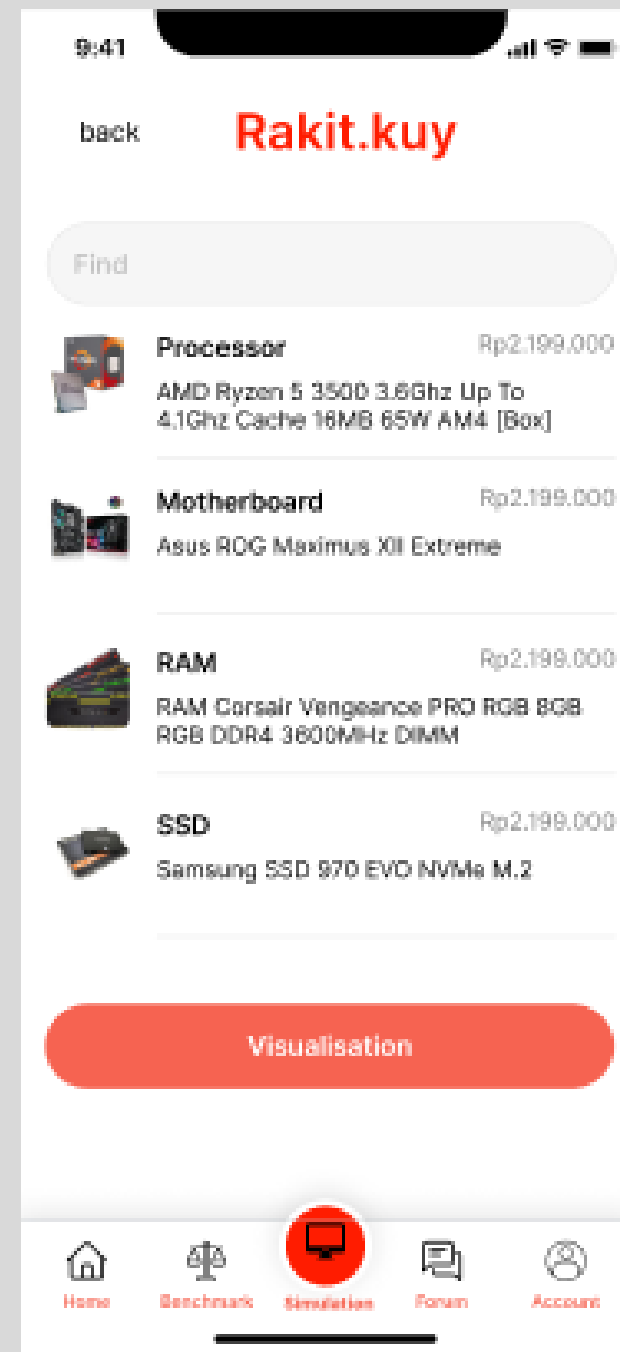 9:41
back
Rakit.kuy
Find
Processor
Rp2.199.000
AMD Ryzen 5 3500 3.6Ghz Up To
4.1Ghz Cache 16MB 65W AM4 [Box]
Motherboard
Rp2.199.000
Asus ROG Maximus XII Extreme
RAM
Rp2.199.000
RAM Corsair Vengeance PRO RGB 8GB
RGB DDR4 3600MHz DIMM
SSD
Rp2.199.000
Samsung SSD 970 EVO NVMe M.2
Visualisation
Home
Benchmark
Simulation
Forum
Account